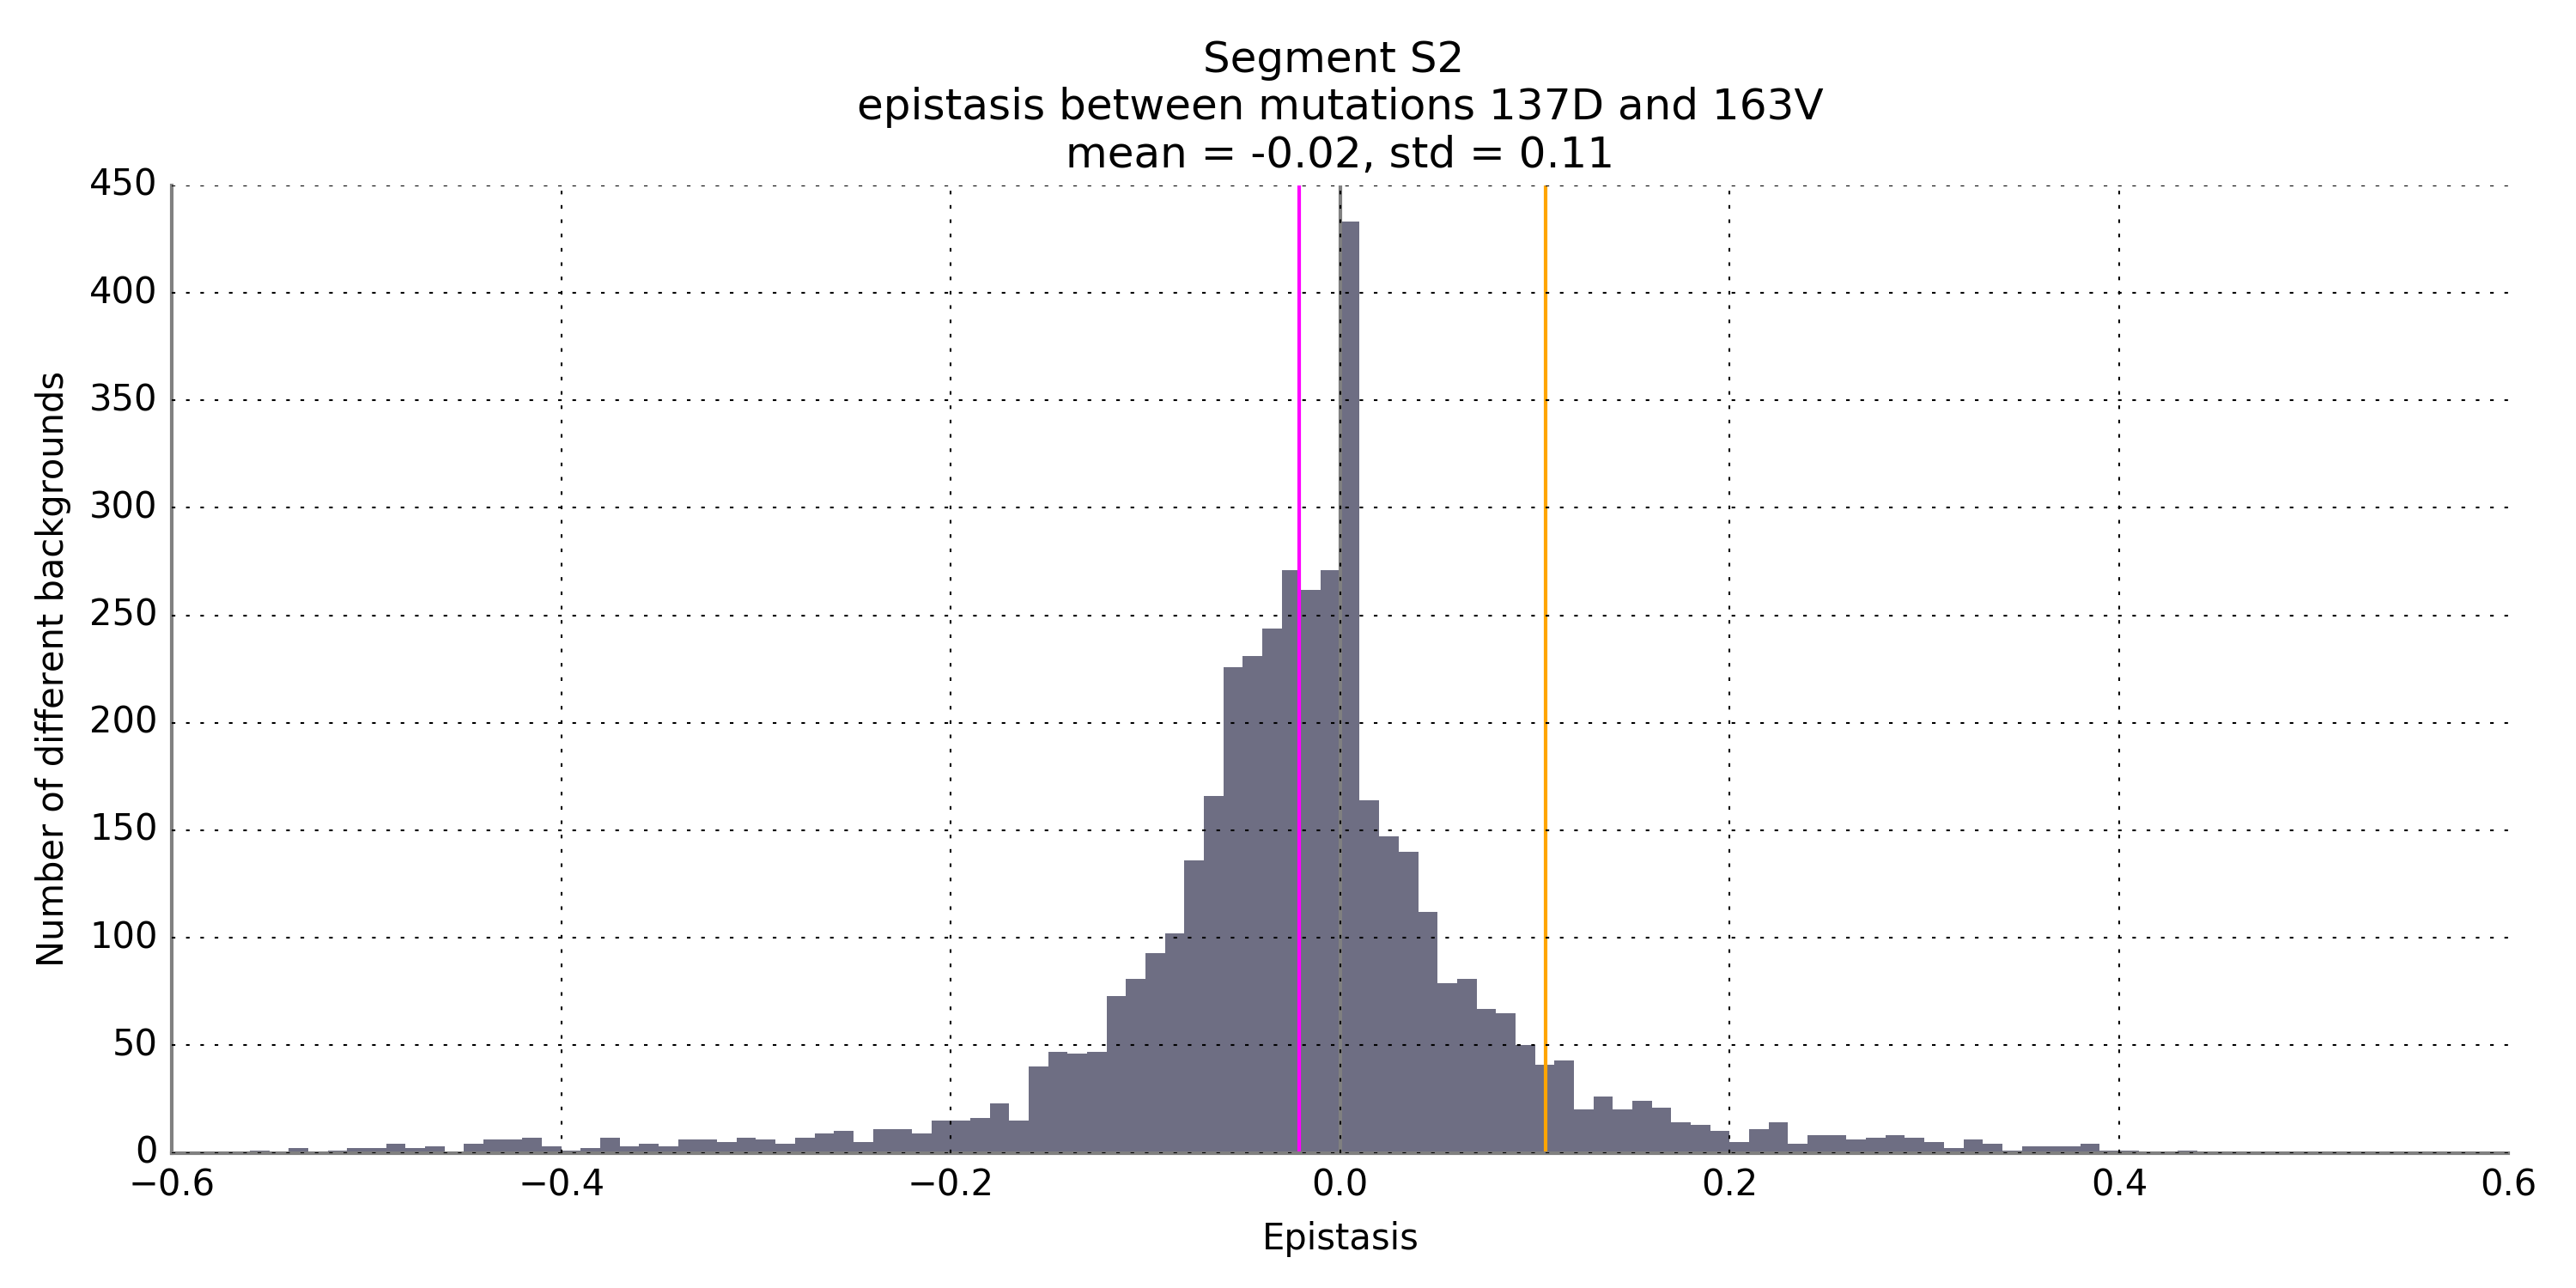 Segment S2
epistasis between mutations 137D and 163V
mean = -0.02, std = 0.11
450
400
350
300
250
200
150
100
50
0
Number of different backgrounds
−0.6 −0.4 −0.2 0.0 0.2 0.4 0.6
Epistasis